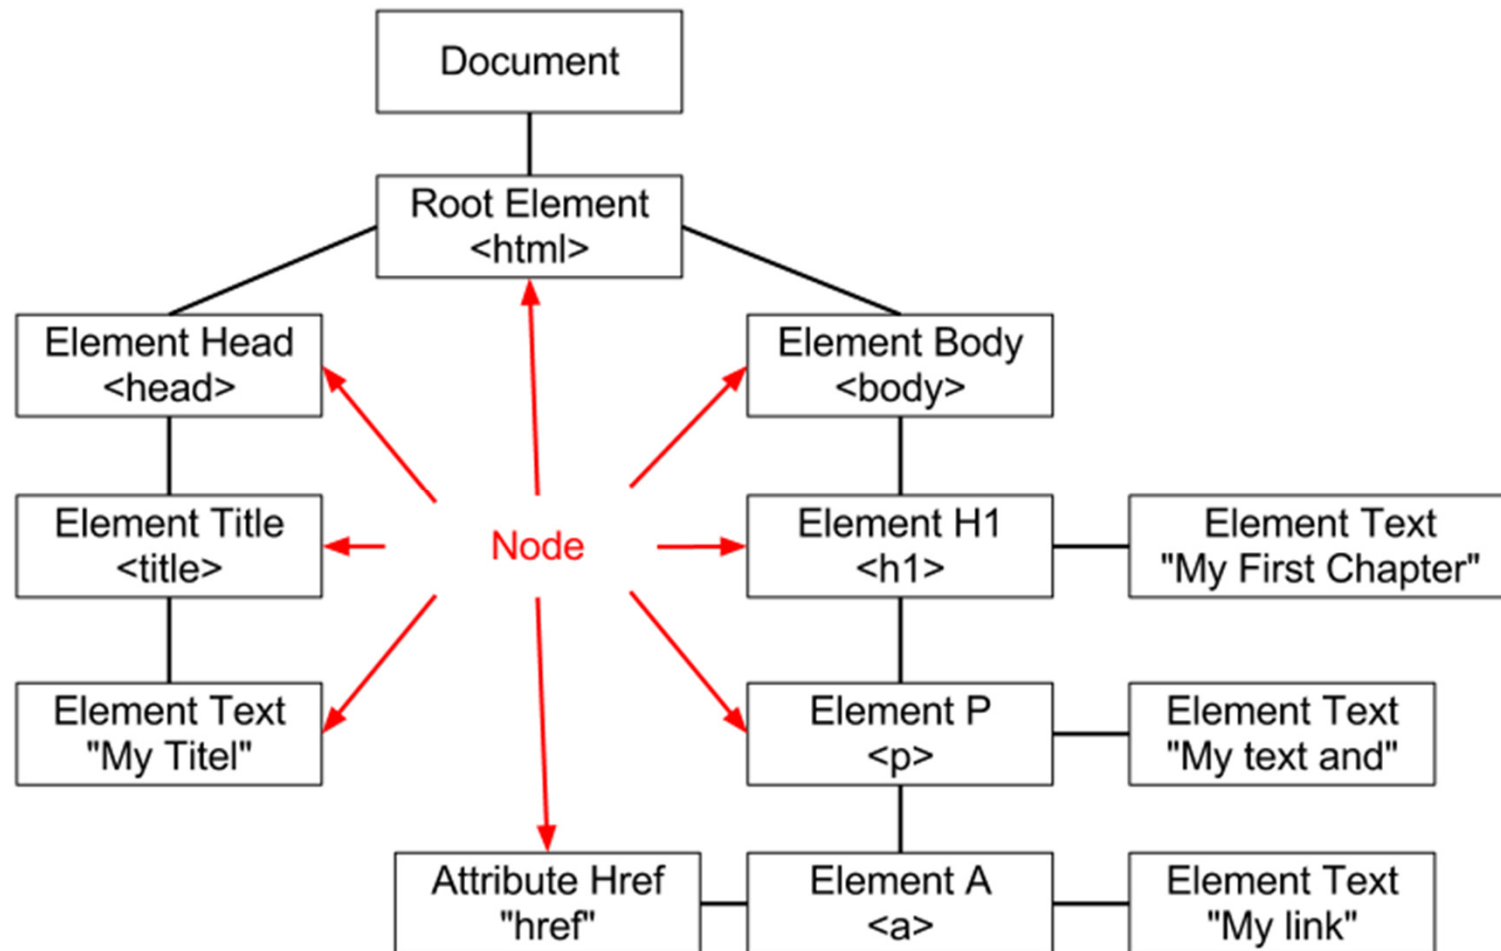 Document
Root Element
<html>
Element Head
<head>
Element Body
<body>
Element Title
<title>
Node
Element H1
<h1>
Element Text
"My First Chapter"
Element Text
"My Titel"
Element P
<p>
Element Text
"My text and"
Attribute Href
"href"
Element A
<a>
Element Text
"My link"